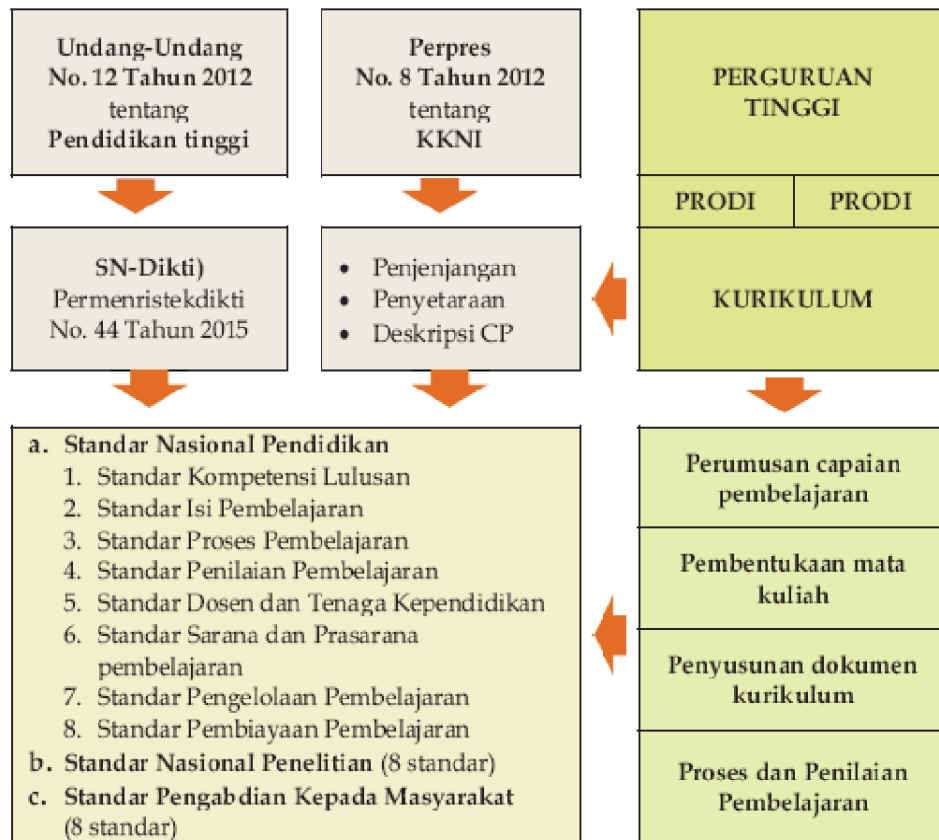 Undang-Undang
No. 12 Tahun 2012
tentang
Pendidikan tinggi
Perpres
No. 8 Tahun 2012
tentang
KKNI
PERGURUAN
TINGGI
PRODI
PRODI
SN-Dikti)
Permenristekdikti
No. 44 Tahun 2015
• Penjenjangan
• Penyetaraan
• Deskripsi CP
KURIKULUM
a. Standar Nasional Pendidikan
1. Standar Kompetensi Lulusan
2. Standar Isi Pembelajaran
3. Standar Proses Pembelajaran
4. Standar Penilaian Pembelajaran
5. Standar Dosen dan Tenaga Kependidikan
6. Standar Sarana dan Prasarana
pembelajaran
7. Standar Pengelolaan Pembelajaran
8. Standar Pembiayaan Pembelajaran
b. Standar Nasional Penelitian (8 standar)
c. Standar Pengabdian Kepada Masyarakat
(8 standar)
Perumusan capaian
pembelajaran
Pembentukaan mata
kuliah
Penyusunan dokumen
kurikulum
Proses dan Penilaian
Pembelajaran